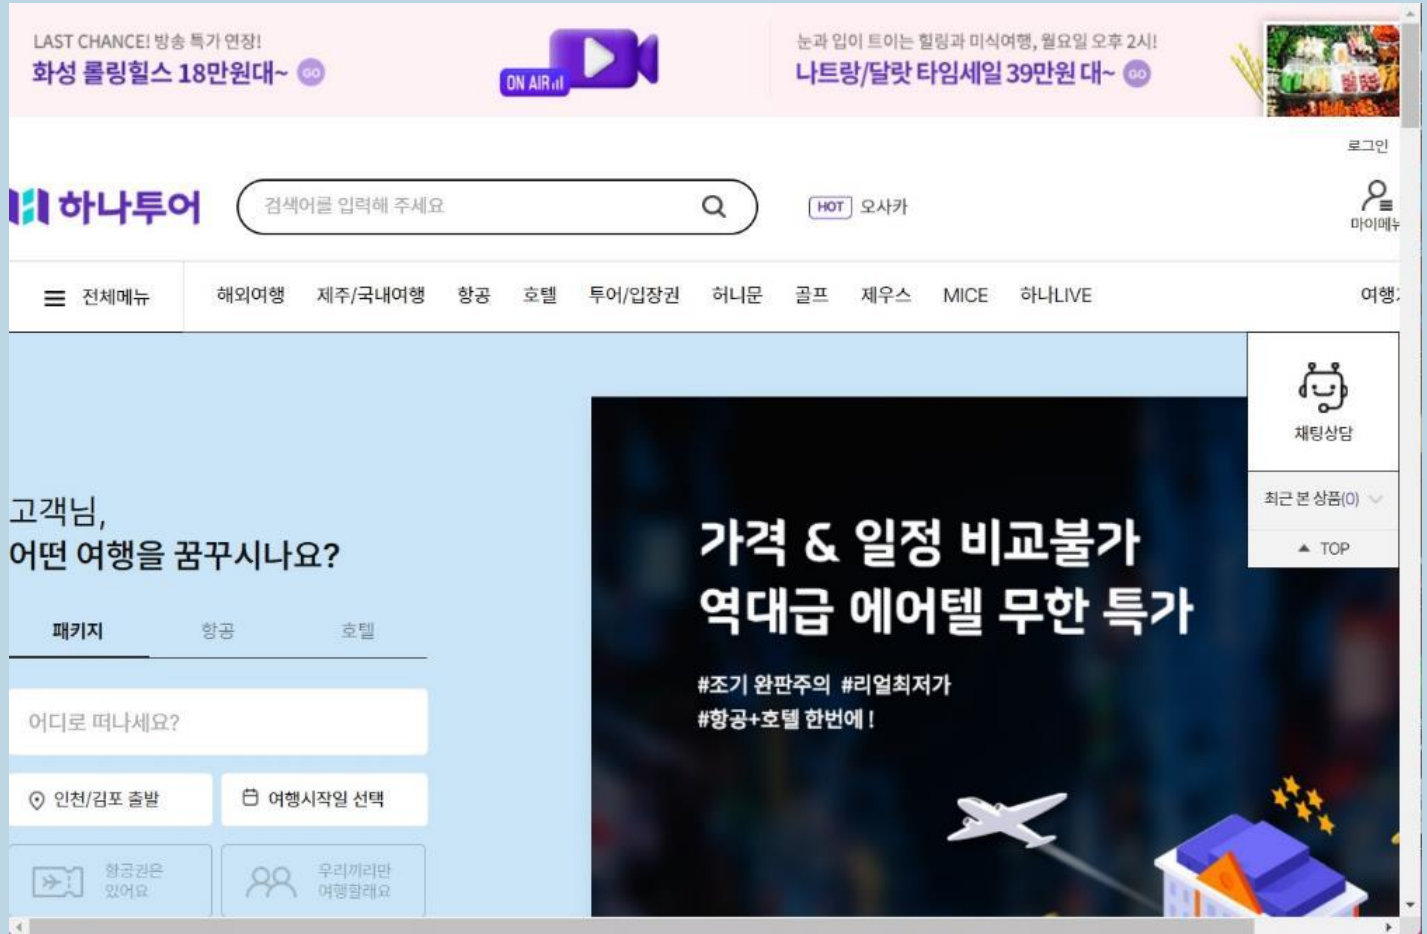 LAST CHANCE! 방송 특가 연장!
화성 롤링힐스 18만원대~ GO
ON AIR
눈과 입이 트이는 힐링과 미식여행, 월요일 오후 2시!
나트랑/달랏 타임세일 39만원 대~ GO
로그인
하나투어
검색어를 입력해 주세요
HOT 오사카
마이메뉴
전체메뉴 해외여행 제주/국내여행 항공 호텔 투어/입장권 허니문 골프 제우스 MICE 하나LIVE 여행
채팅상담
최근 본 상품(0)
TOP
고객님,
어떤 여행을 꿈꾸시나요?
패키지 항공 호텔
어디로 떠나세요?
인천/김포 출발 여행시작일 선택
항공권은
있어요
우리끼리만
여행할래요
가격 & 일정 비교불가
역대급 에어텔 무한 특가
#조기 완판주의 #리얼최저가
#항공+호텔 한번에 !